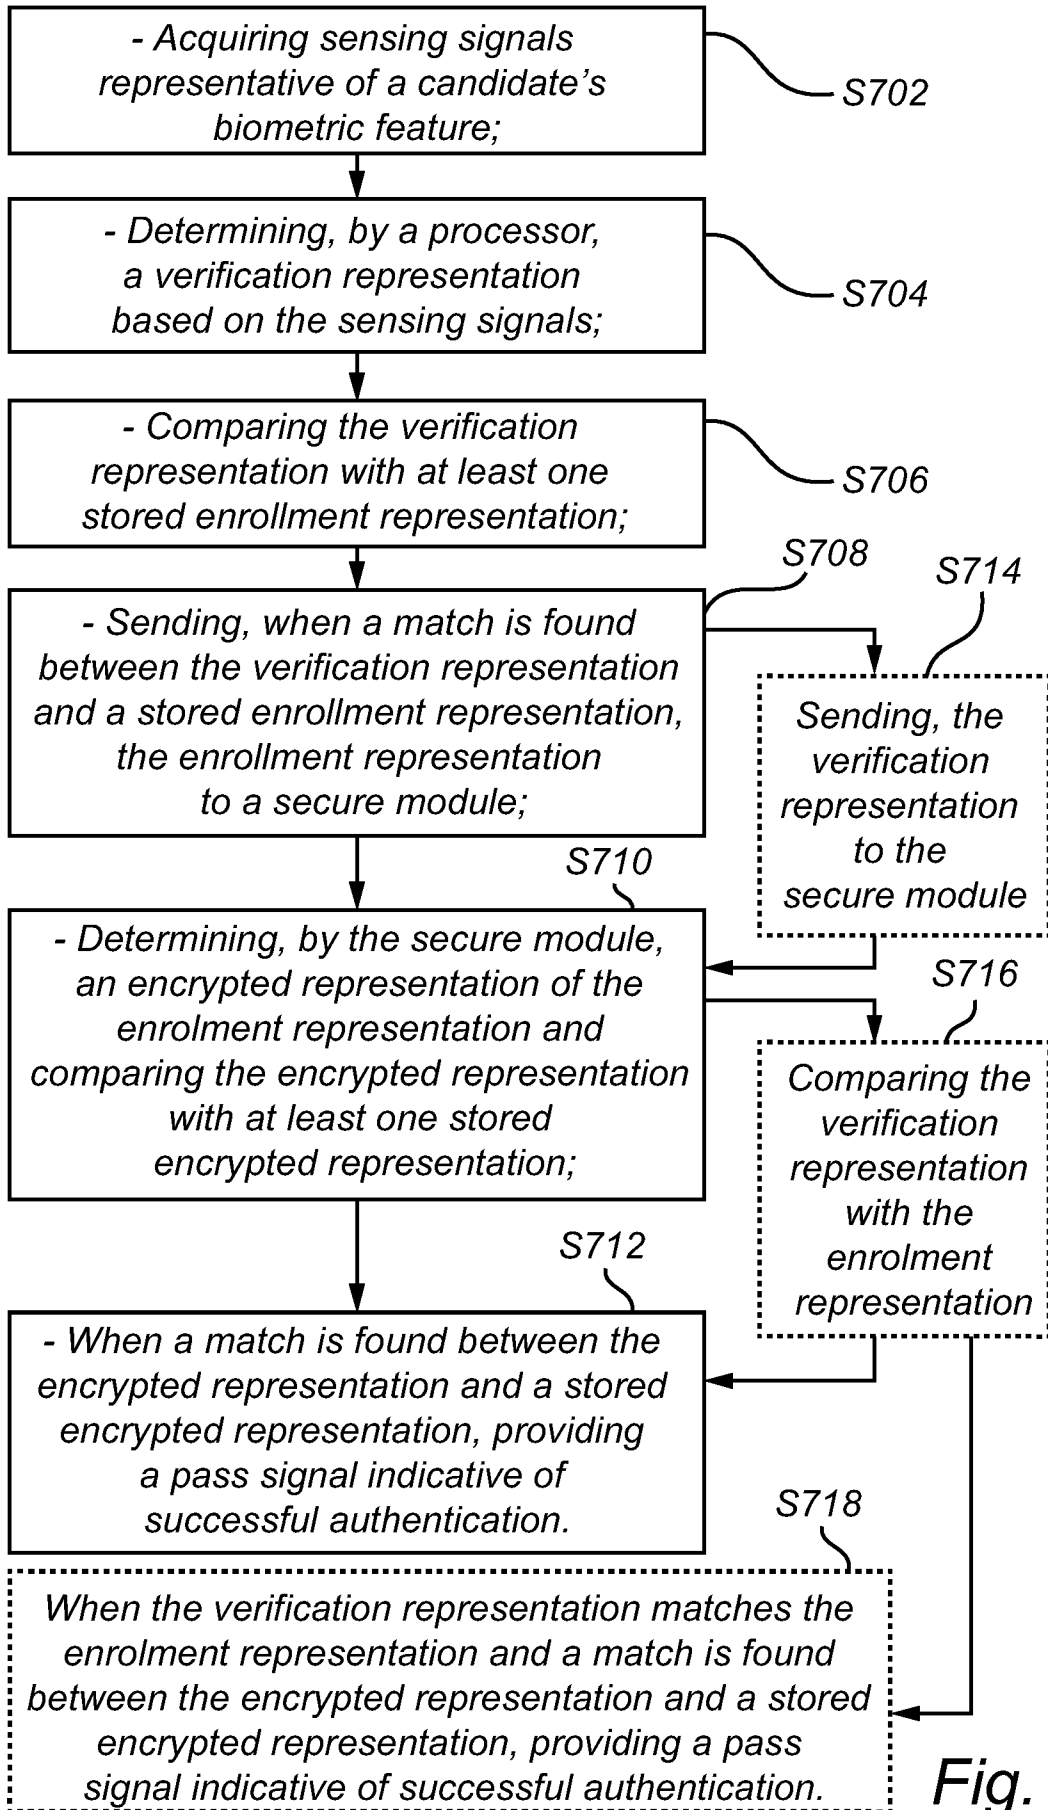 - Acquiring sensing signals
representative of a candidate's
biometric feature;
S702
- Determining, by a processor,
a verification representation
based on the sensing signals;
S704
- Comparing the verification
representation with at least one
stored enrollment representation;
S706
S708
- Sending, when a match is found
between the verification representation
and a stored enrollment representation,
the enrollment representation
to a secure module;
S714
Sending, the
verification
representation
to the
secure module
S710
- Determining, by the secure module,
an encrypted representation of the
enrolment representation and
comparing the encrypted representation
with at least one stored
encrypted representation;
S716
Comparing the
verification
representation
with the
enrolment
representation
S712
- When a match is found between the
encrypted representation and a stored
encrypted representation, providing
a pass signal indicative of
successful authentication.
S718
When the verification representation matches the
enrolment representation and a match is found
between the encrypted representation and a stored
encrypted representation, providing a pass
signal indicative of successful authentication.
Fig.